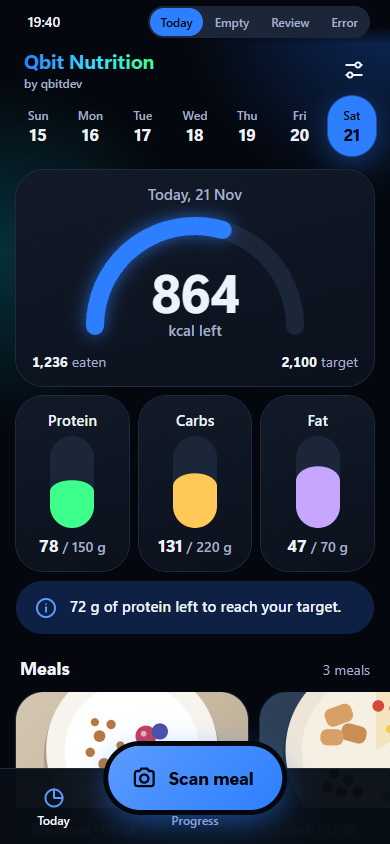 19:40
Today Empty Review Error
Qbit Nutrition
by qbitdev
Sun Mon Tue Wed Thu Fri Sat
15 16 17 18 19 20 21
Today, 21 Nov
864
kcal left
1,236 eaten 2,100 target
Protein Carbs Fat
78 / 150 g 131 / 220 g 47 / 70 g
72 g of protein left to reach your target.
Meals 3 meals
Scan meal
Today Progress